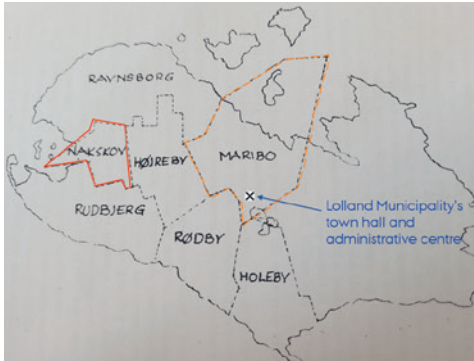 RAVNSBORG
NAKSKOV
HØJREBY
MARIBO
RUDBJERG
RØDBY
HOLEBY
Lolland Municipality's
town hall and
administrative centre